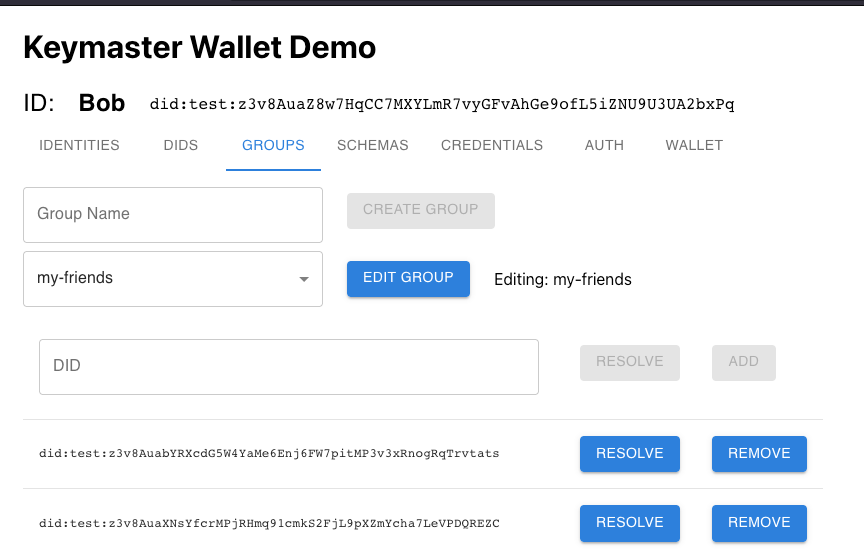 Keymaster Wallet Demo
ID: Bob did:test:z3v8AuaZ8w7HqCC7MXYLmR7vyGFvAhGe9ofL5iZNU9U3UA2bxPq
IDENTITIES DIDS GROUPS SCHEMAS CREDENTIALS AUTH WALLET
Group Name CREATE GROUP
my-friends EDIT GROUP Editing: my-friends
DID RESOLVE ADD
did:test:z3v8AuabYRXcdG5W4YaMe6Enj6FW7pitMP3v3xRnogRqTrvtats RESOLVE REMOVE
did:test:z3v8AuaXNsYfcrMPjRHmq91cmkS2FjL9pXZmYcha7LeVPDQREZC RESOLVE REMOVE